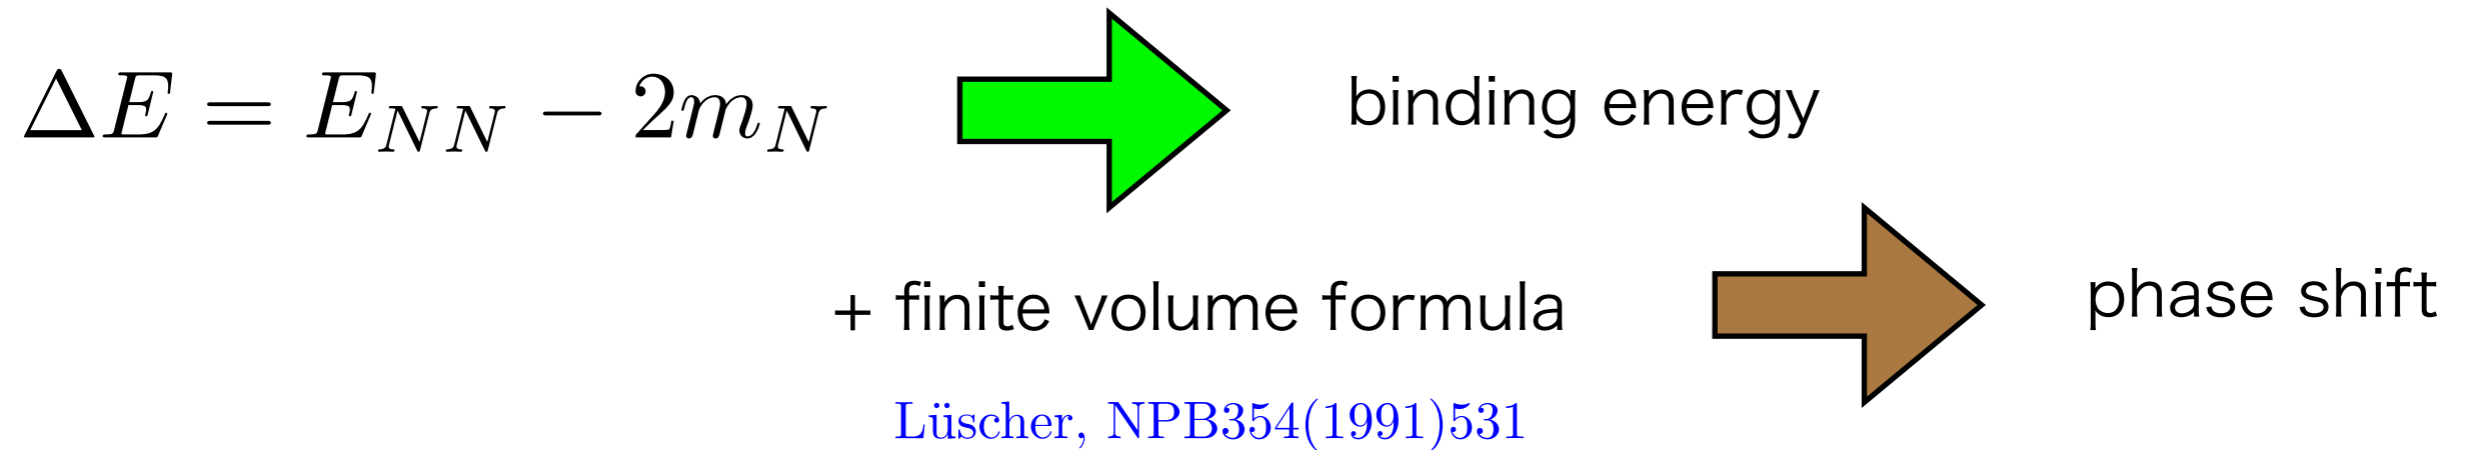 ΔE = E_{NN} − 2m_N binding energy
+ finite volume formula phase shift
Lüscher, NPB354(1991)531